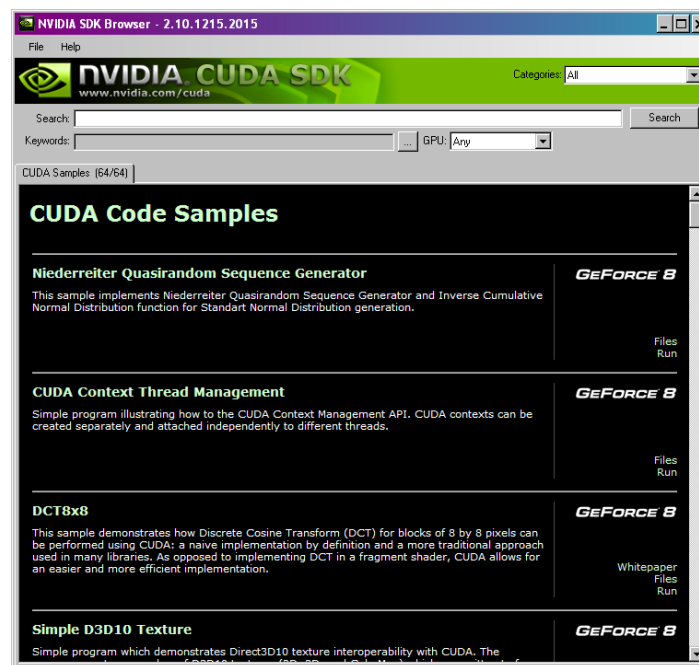 NVIDIA SDK Browser - 2.10.1215.2015
File Help
NVIDIA. CUDA SDK
www.nvidia.com/cuda
Categories: All
Search: Search
Keywords: ... GPU: Any
CUDA Samples (64/64)
CUDA Code Samples
Niederreiter Quasirandom Sequence Generator
GEFORCE 8
This sample implements Niederreiter Quasirandom Sequence Generator and Inverse Cumulative
Normal Distribution function for Standart Normal Distribution generation.
Files
Run
CUDA Context Thread Management
GEFORCE 8
Simple program illustrating how to the CUDA Context Management API. CUDA contexts can be
created separately and attached independently to different threads.
Files
Run
DCT8x8
GEFORCE 8
This sample demonstrates how Discrete Cosine Transform (DCT) for blocks of 8 by 8 pixels can
be performed using CUDA: a naive implementation by definition and a more traditional approach
used in many libraries. As opposed to implementing DCT in a fragment shader, CUDA allows for
an easier and more efficient implementation.
Whitepaper
Files
Run
Simple D3D10 Texture
GEFORCE 8
Simple program which demonstrates Direct3D10 texture interoperability with CUDA. The